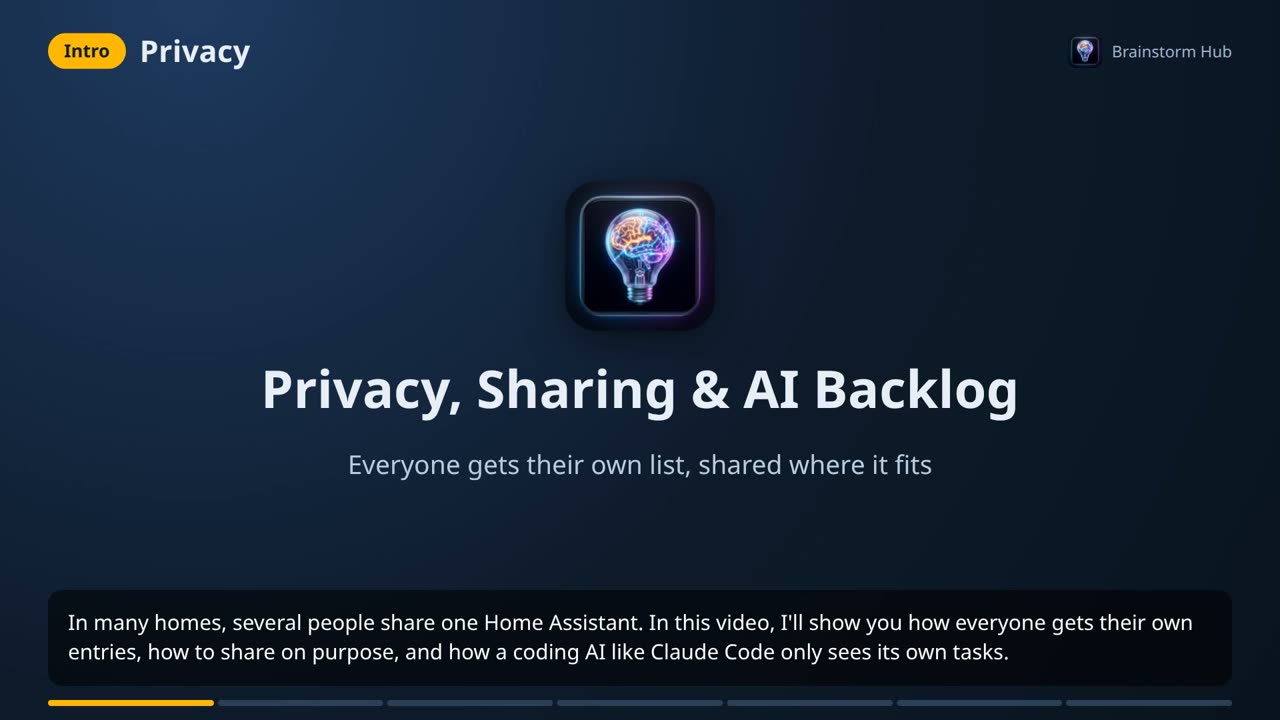 Intro Privacy
Brainstorm Hub
Privacy, Sharing & AI Backlog
Everyone gets their own list, shared where it fits
In many homes, several people share one Home Assistant. In this video, I'll show you how everyone gets their own
entries, how to share on purpose, and how a coding AI like Claude Code only sees its own tasks.